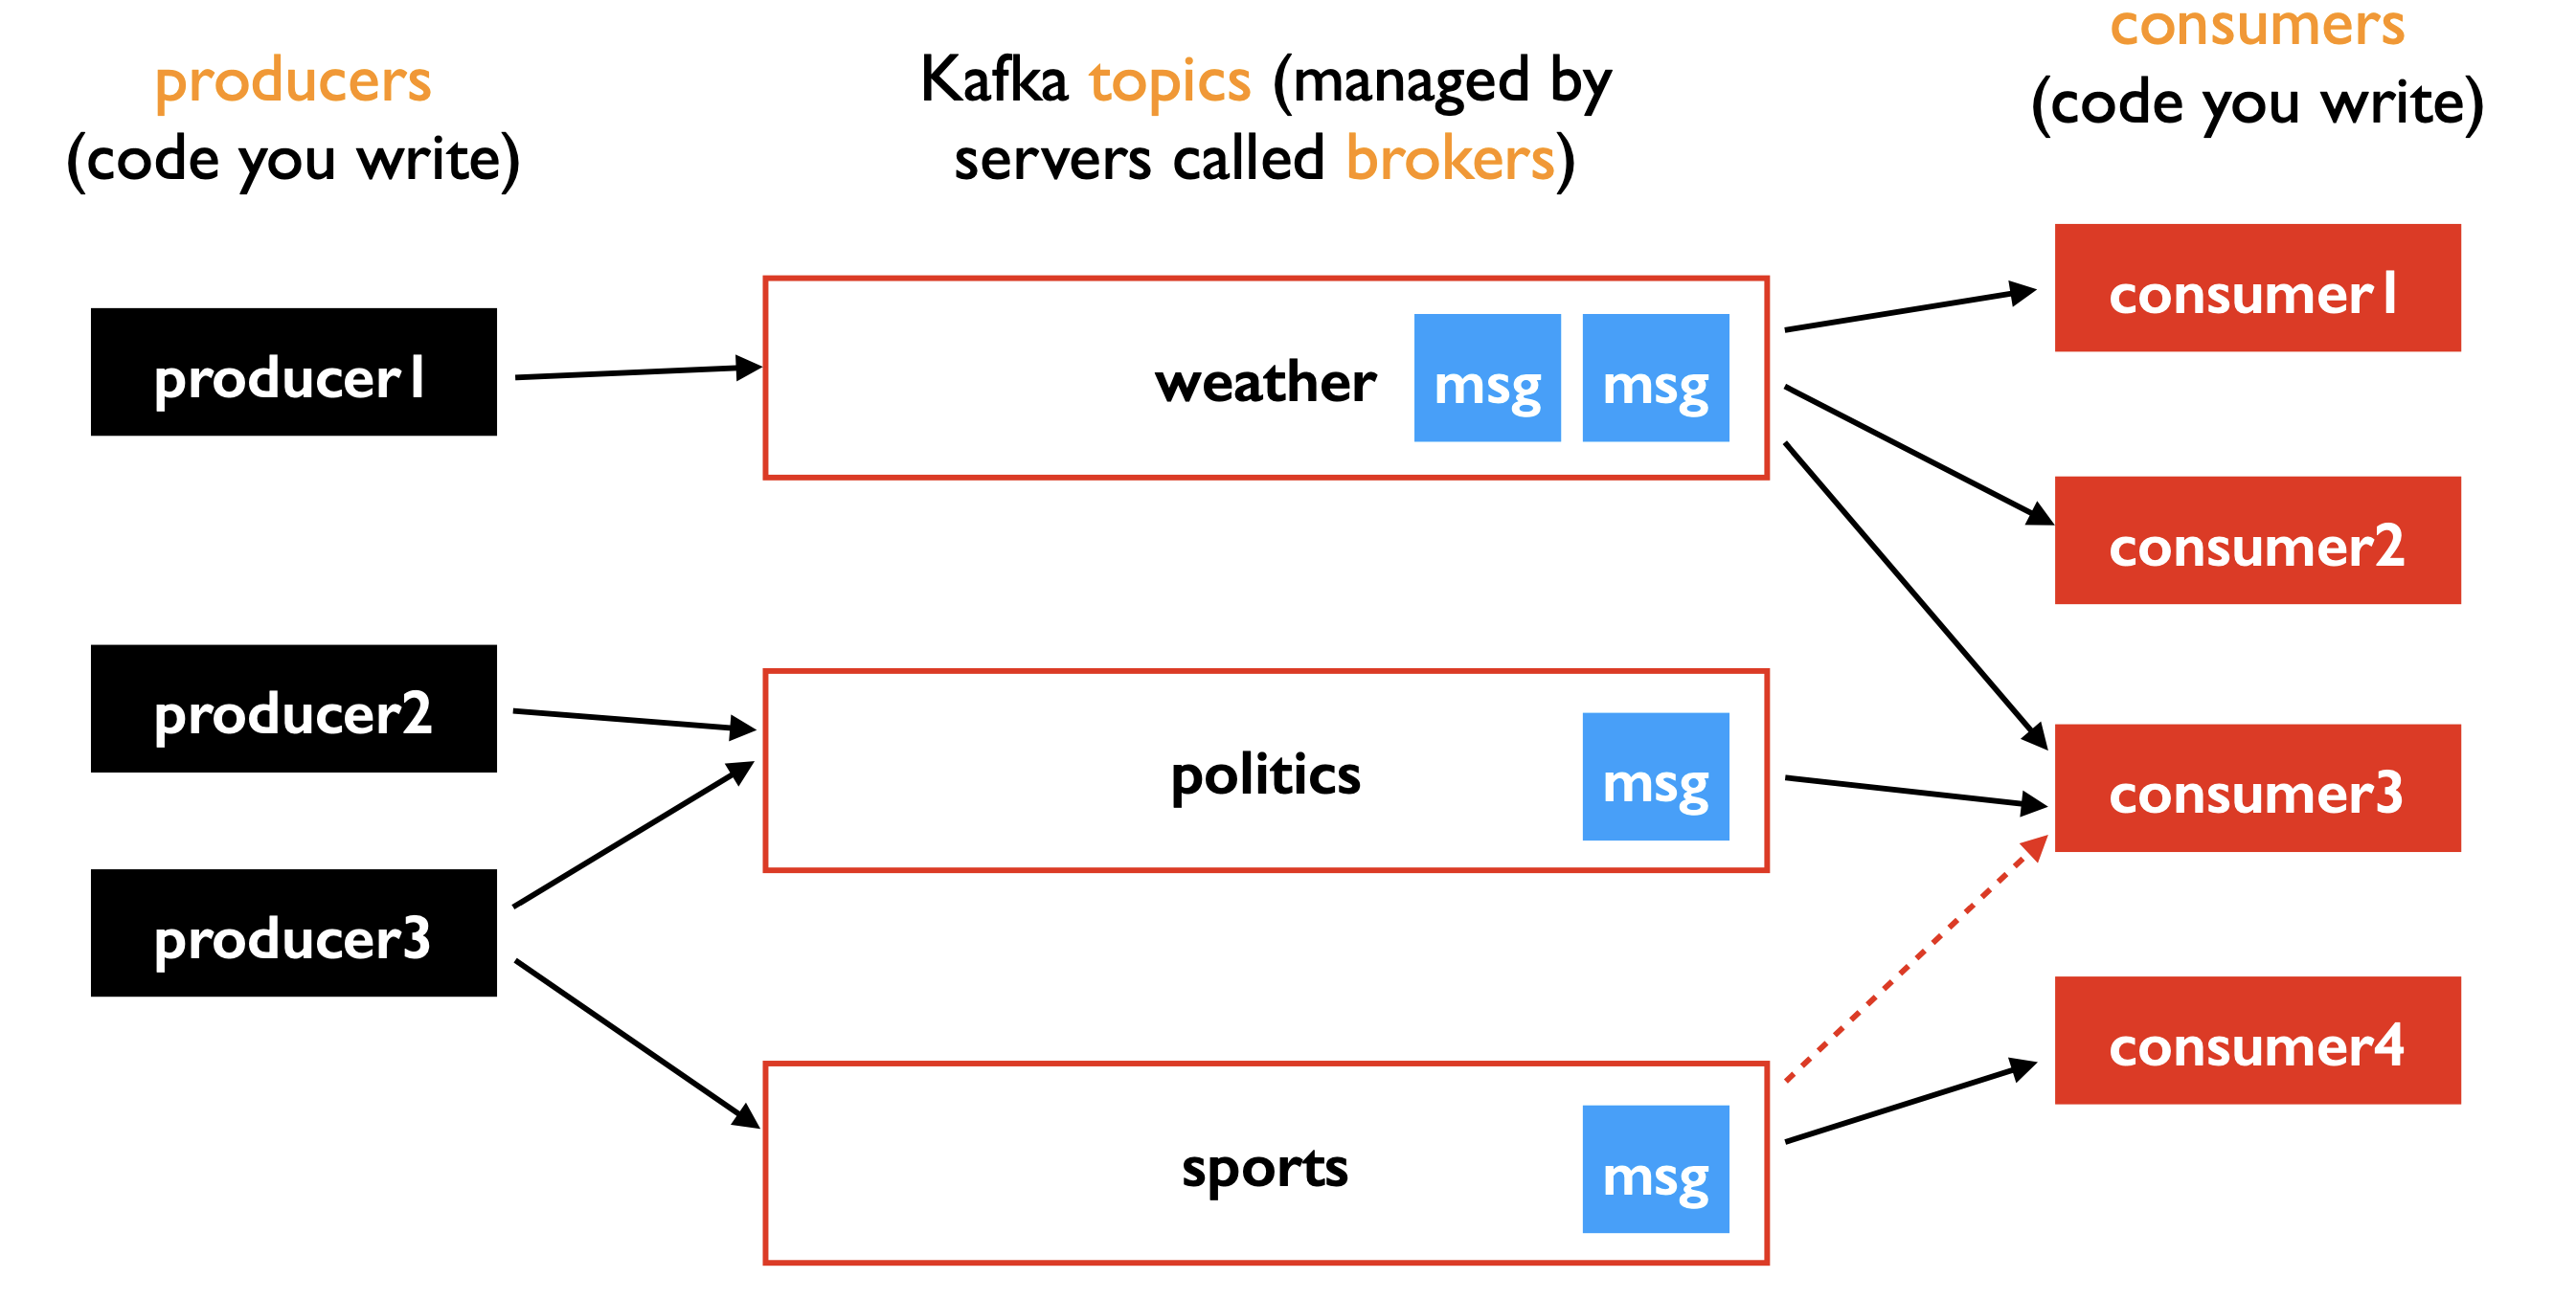 producers
(code you write)
Kafka topics (managed by
servers called brokers)
consumers
(code you write)
producer1
producer2
producer3
weather
msg
msg
politics
msg
sports
msg
consumer1
consumer2
consumer3
consumer4